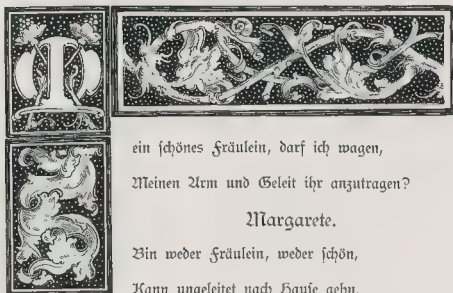 M
ein schönes Fräulein, darf ich wagen,
Meinen Arm und Geleit ihr anzutragen?
Margarete.
Bin weder Fräulein, weder schön,
Kann ungeleitet nach Hause gehn.